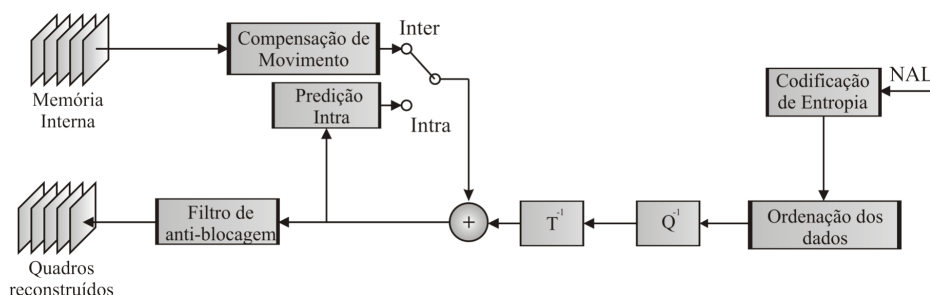 Memória
Interna
Compensação de
Movimento
Inter
Predição
Intra
Intra
Codificação
de Entropia
NAL
Quadros
reconstruídos
Filtro de
anti-blocagem
+
T-1
Q-1
Ordenação dos
dados